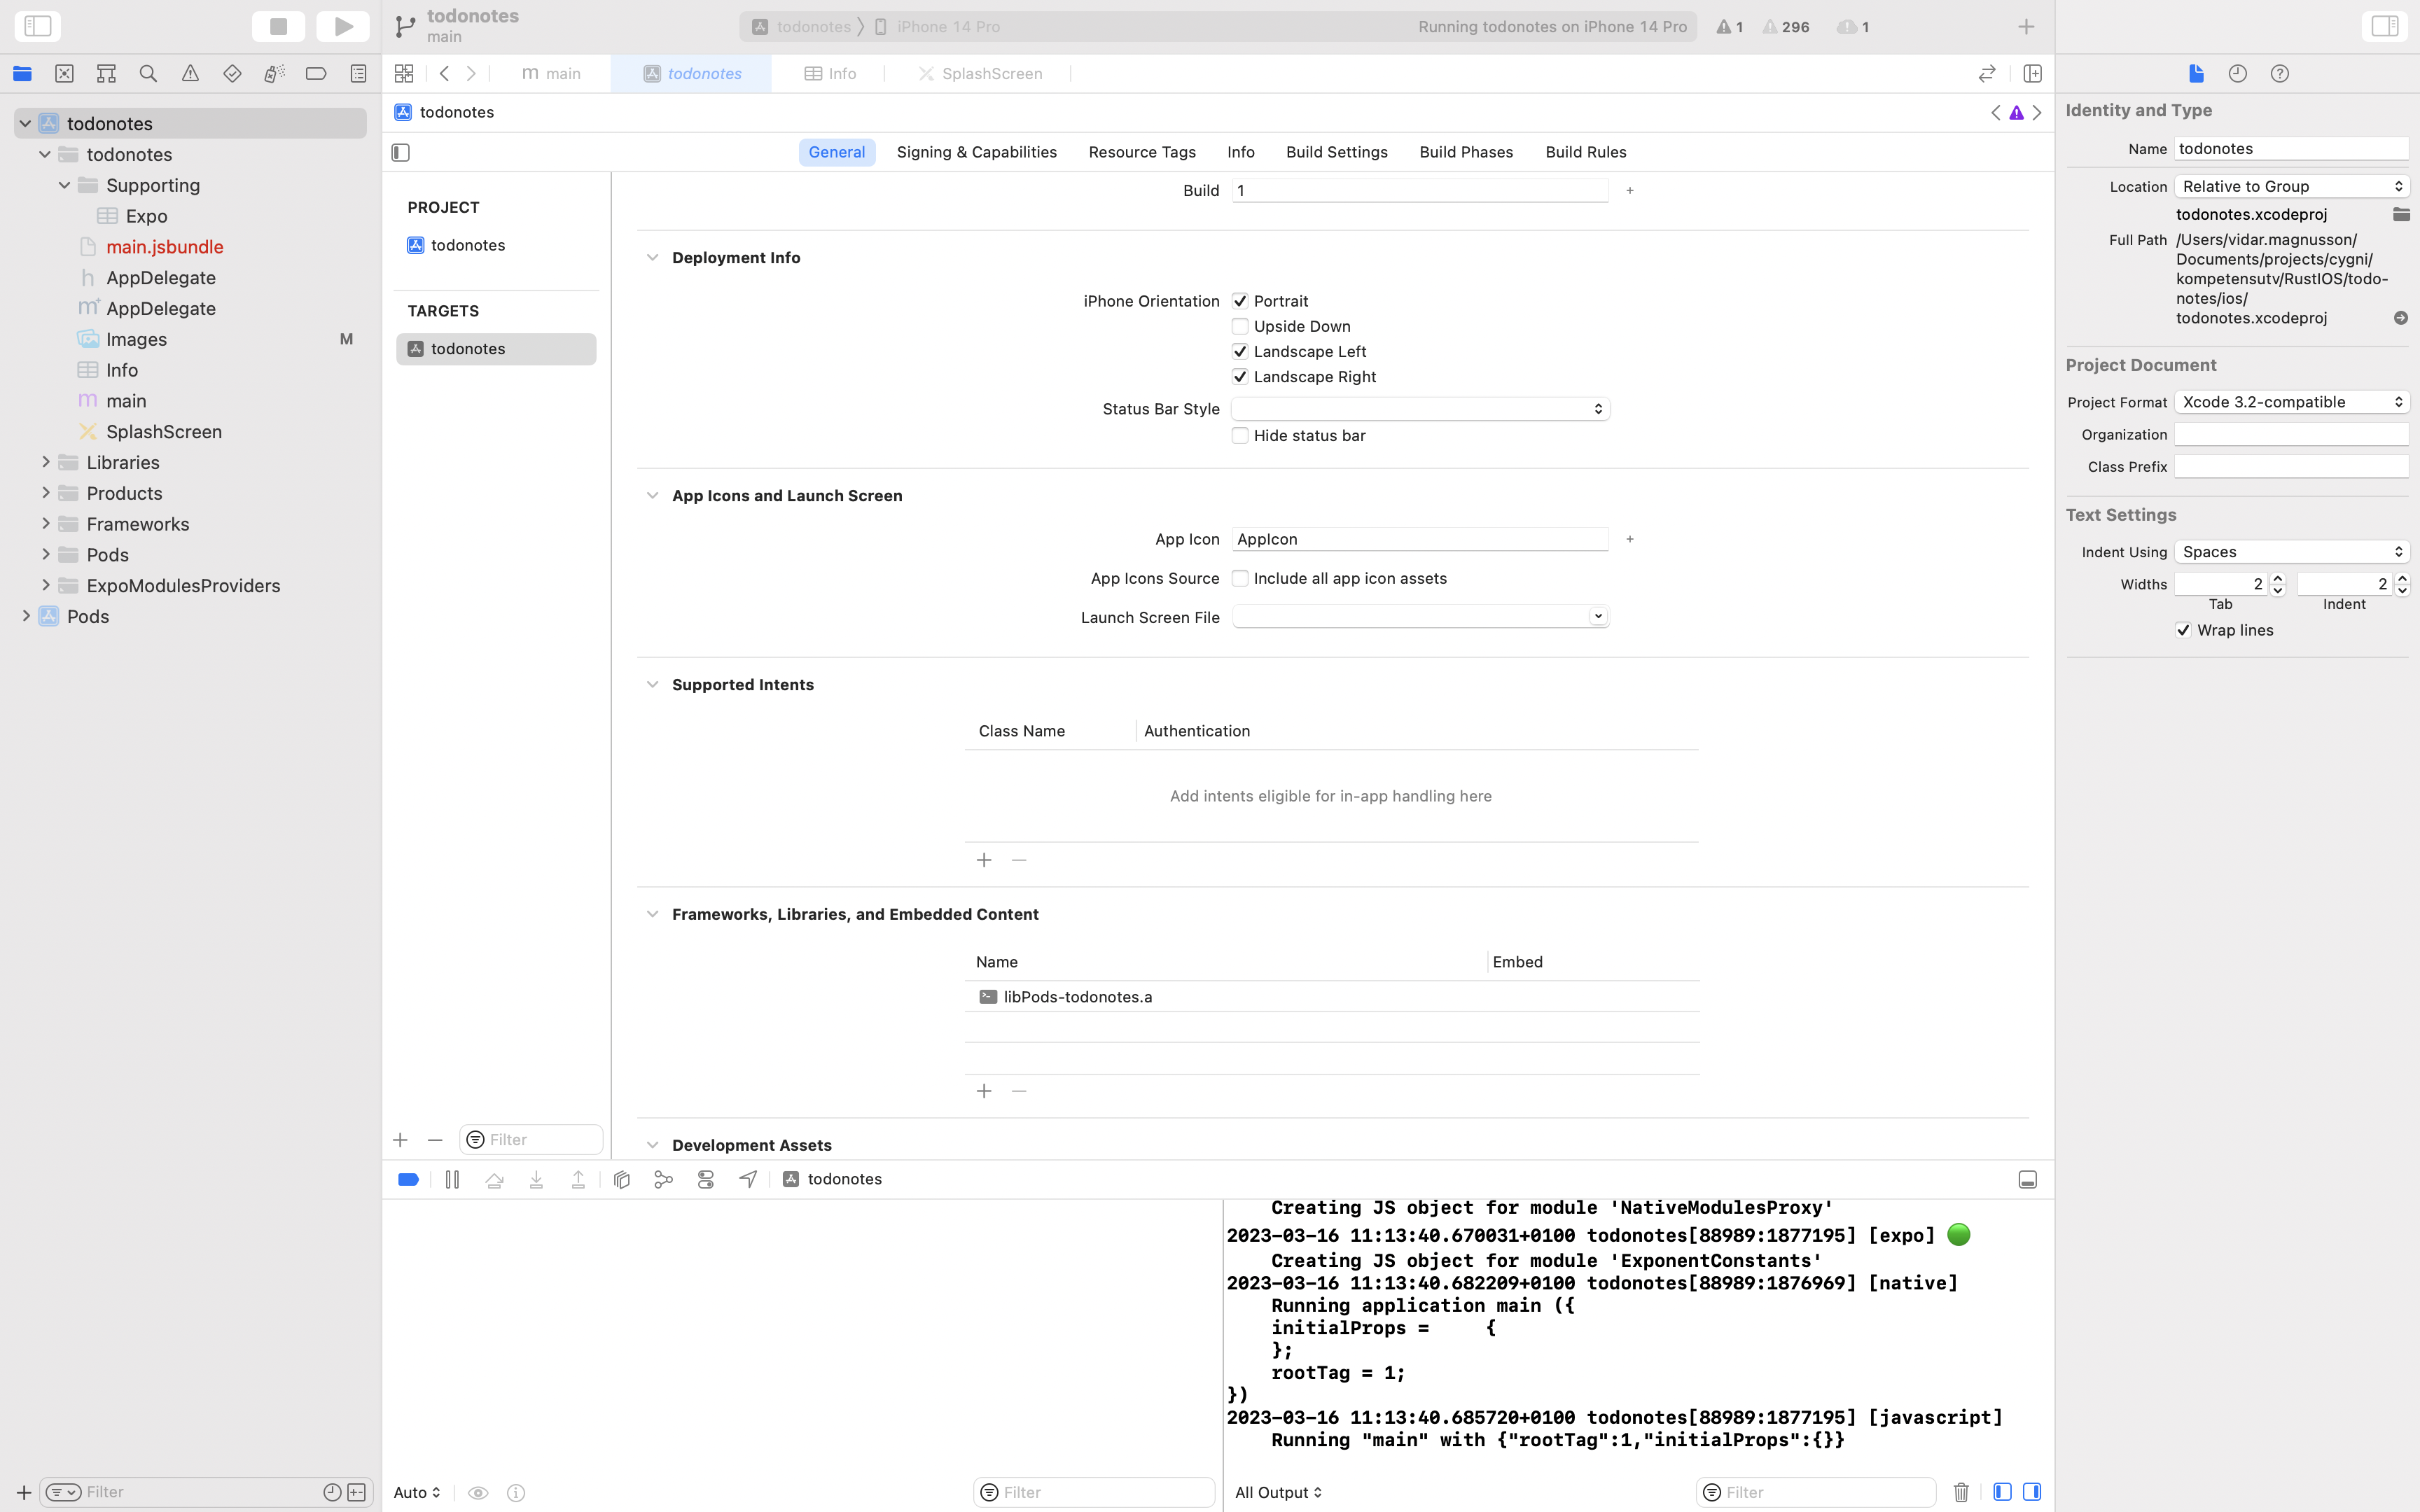 todonotes
main
todonotes
iPhone 14 Pro
Running todonotes on iPhone 14 Pro
1
296
1
m main
todonotes
Info
SplashScreen
todonotes
todonotes
Supporting
Expo
main.jsbundle
h AppDelegate
m+ AppDelegate
Images M
Info
m main
SplashScreen
Libraries
Products
Frameworks
Pods
ExpoModulesProviders
Pods
Filter
todonotes
General
Signing & Capabilities
Resource Tags
Info
Build Settings
Build Phases
Build Rules
PROJECT
todonotes
TARGETS
todonotes
Filter
Build 1 +
Deployment Info
iPhone Orientation Portrait
Upside Down
Landscape Left
Landscape Right
Status Bar Style
Hide status bar
App Icons and Launch Screen
App Icon AppIcon +
App Icons Source Include all app icon assets
Launch Screen File
Supported Intents
Class Name Authentication
Add intents eligible for in-app handling here
Frameworks, Libraries, and Embedded Content
Name Embed
libPods-todonotes.a
Development Assets
todonotes
Auto
Filter
Creating JS object for module 'NativeModulesProxy'
2023-03-16 11:13:40.670031+0100 todonotes[88989:1877195] [expo] 🟢
Creating JS object for module 'ExponentConstants'
2023-03-16 11:13:40.682209+0100 todonotes[88989:1876969] [native]
Running application main ({
initialProps =     {
};
rootTag = 1;
})
2023-03-16 11:13:40.685720+0100 todonotes[88989:1877195] [javascript]
Running "main" with {"rootTag":1,"initialProps":{}}
All Output
Filter
Identity and Type
Name todonotes
Location Relative to Group
todonotes.xcodeproj
Full Path /Users/vidar.magnusson/
Documents/projects/cygni/
kompetensutv/RustIOS/todo-
notes/ios/
todonotes.xcodeproj
Project Document
Project Format Xcode 3.2-compatible
Organization
Class Prefix
Text Settings
Indent Using Spaces
Widths 2 2
Tab Indent
Wrap lines